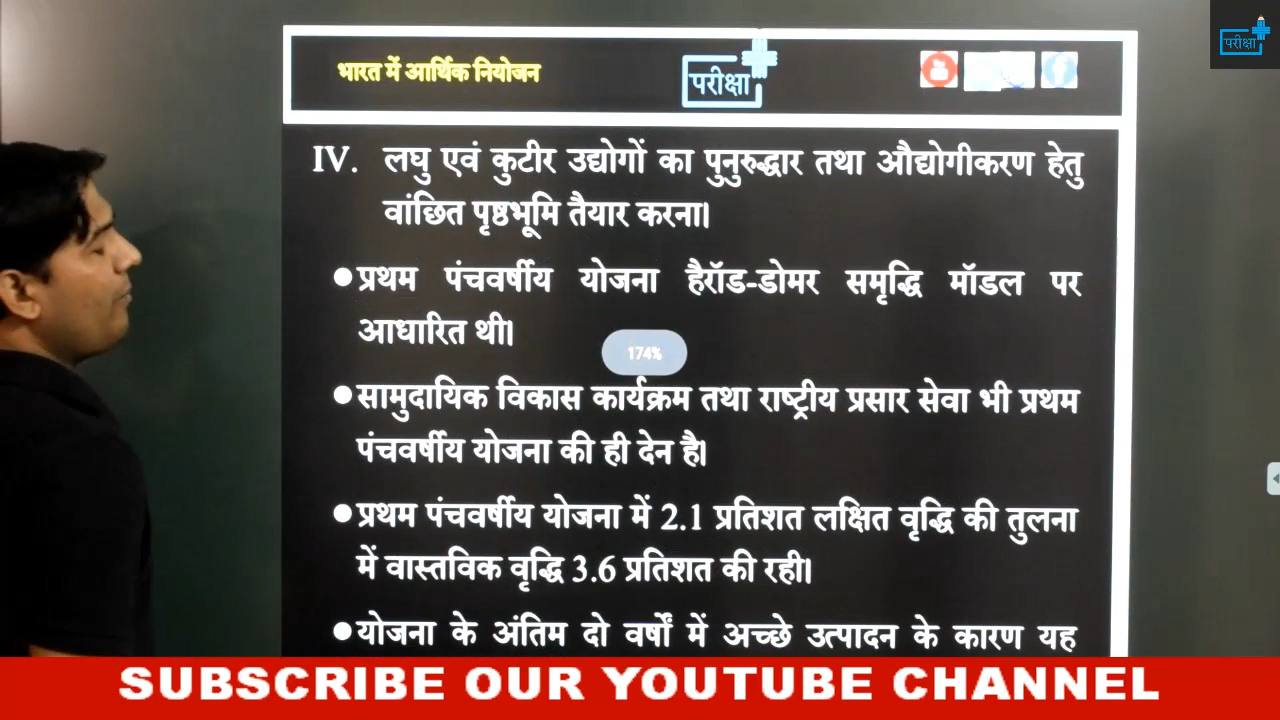 परीक्षा
भारत में आर्थिक नियोजन
परीक्षा
IV. लघु एवं कुटीर उद्योगों का पुनुरुद्धार तथा औद्योगीकरण हेतु
वांछित पृष्ठभूमि तैयार करना।
●प्रथम पंचवर्षीय योजना हैरॉड-डोमर समृद्धि मॉडल पर
आधारित थी।
174%
●सामुदायिक विकास कार्यक्रम तथा राष्ट्रीय प्रसार सेवा भी प्रथम
पंचवर्षीय योजना की ही देन है।
●प्रथम पंचवर्षीय योजना में 2.1 प्रतिशत लक्षित वृद्धि की तुलना
में वास्तविक वृद्धि 3.6 प्रतिशत की रही।
●योजना के अंतिम दो वर्षों में अच्छे उत्पादन के कारण यह
SUBSCRIBE OUR YOUTUBE CHANNEL